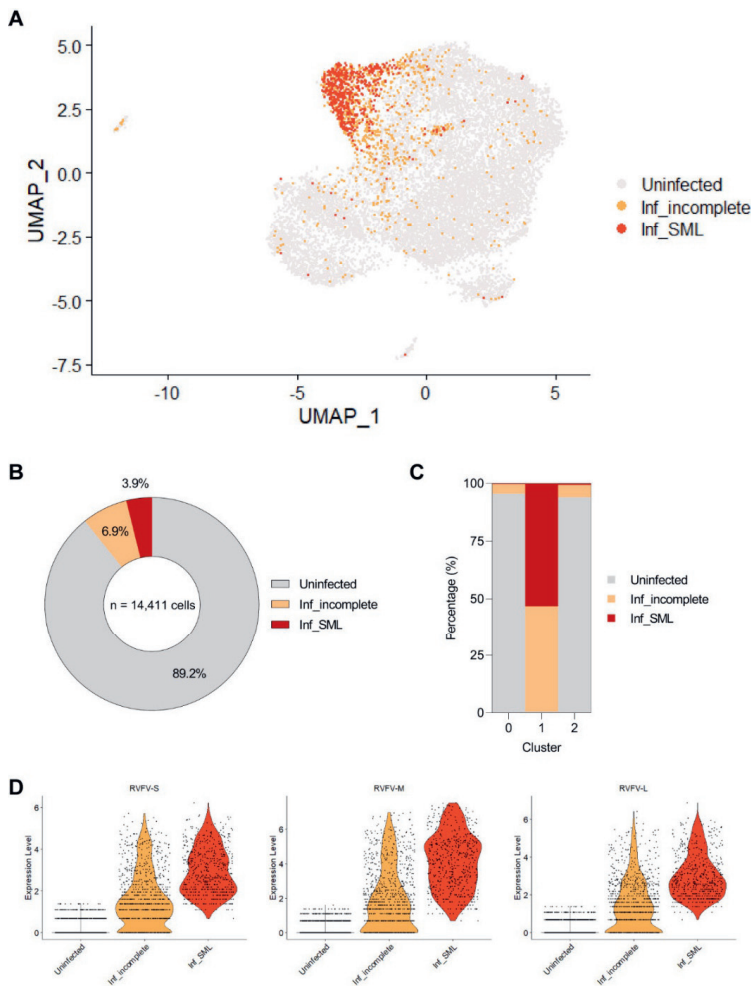 A
5.0
2.5
0.0
-2.5
-5.0
-7.5
UMAP_2
-10
-5
0
5
UMAP_1
Uninfected
Inf_incomplete
Inf_SML
B
3.9%
6.9%
n = 14,411 cells
89.2%
Uninfected
Inf_incomplete
Inf_SML
C
100
75
50
25
0
Percentage (%)
0 1 2
Cluster
Uninfected
Inf_incomplete
Inf_SML
D
RVFV-S
6
4
2
0
Expression Level
Uninfected
Inf_incomplete
Inf_SML
RVFV-M
6
4
2
0
Expression Level
Uninfected
Inf_incomplete
Inf_SML
RVFV-L
6
4
2
0
Expression Level
Uninfected
Inf_incomplete
Inf_SML